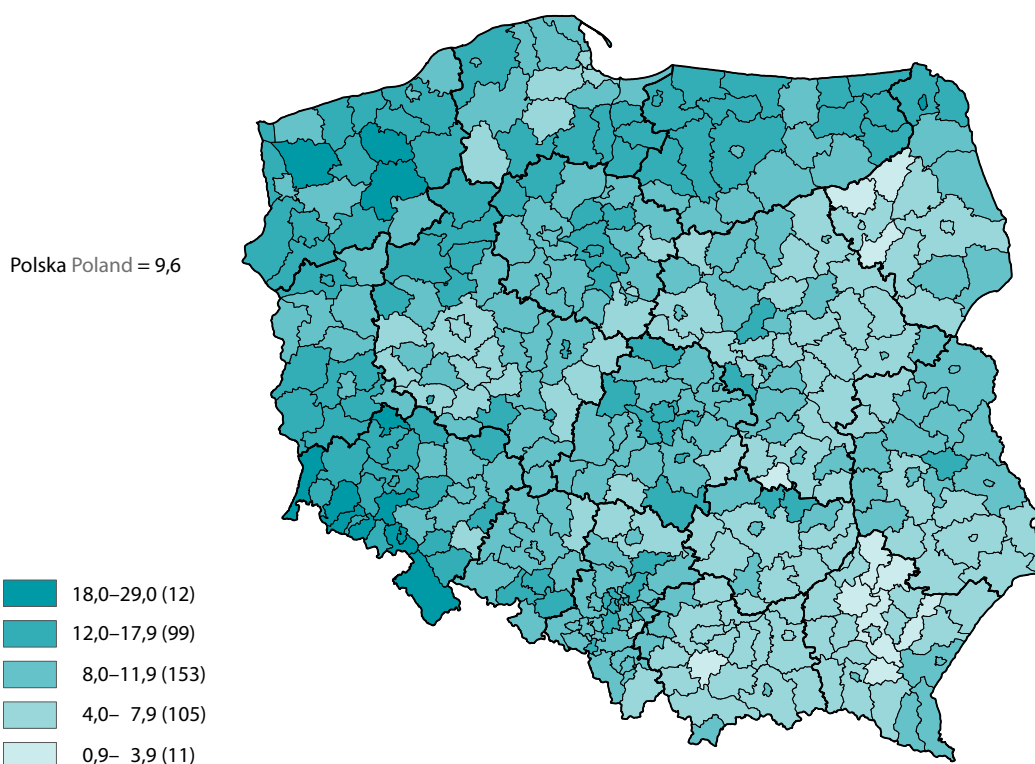 Polska Poland = 9,6
18,0–29,0 (12)
12,0–17,9 (99)
8,0–11,9 (153)
4,0– 7,9 (105)
0,9– 3,9 (11)